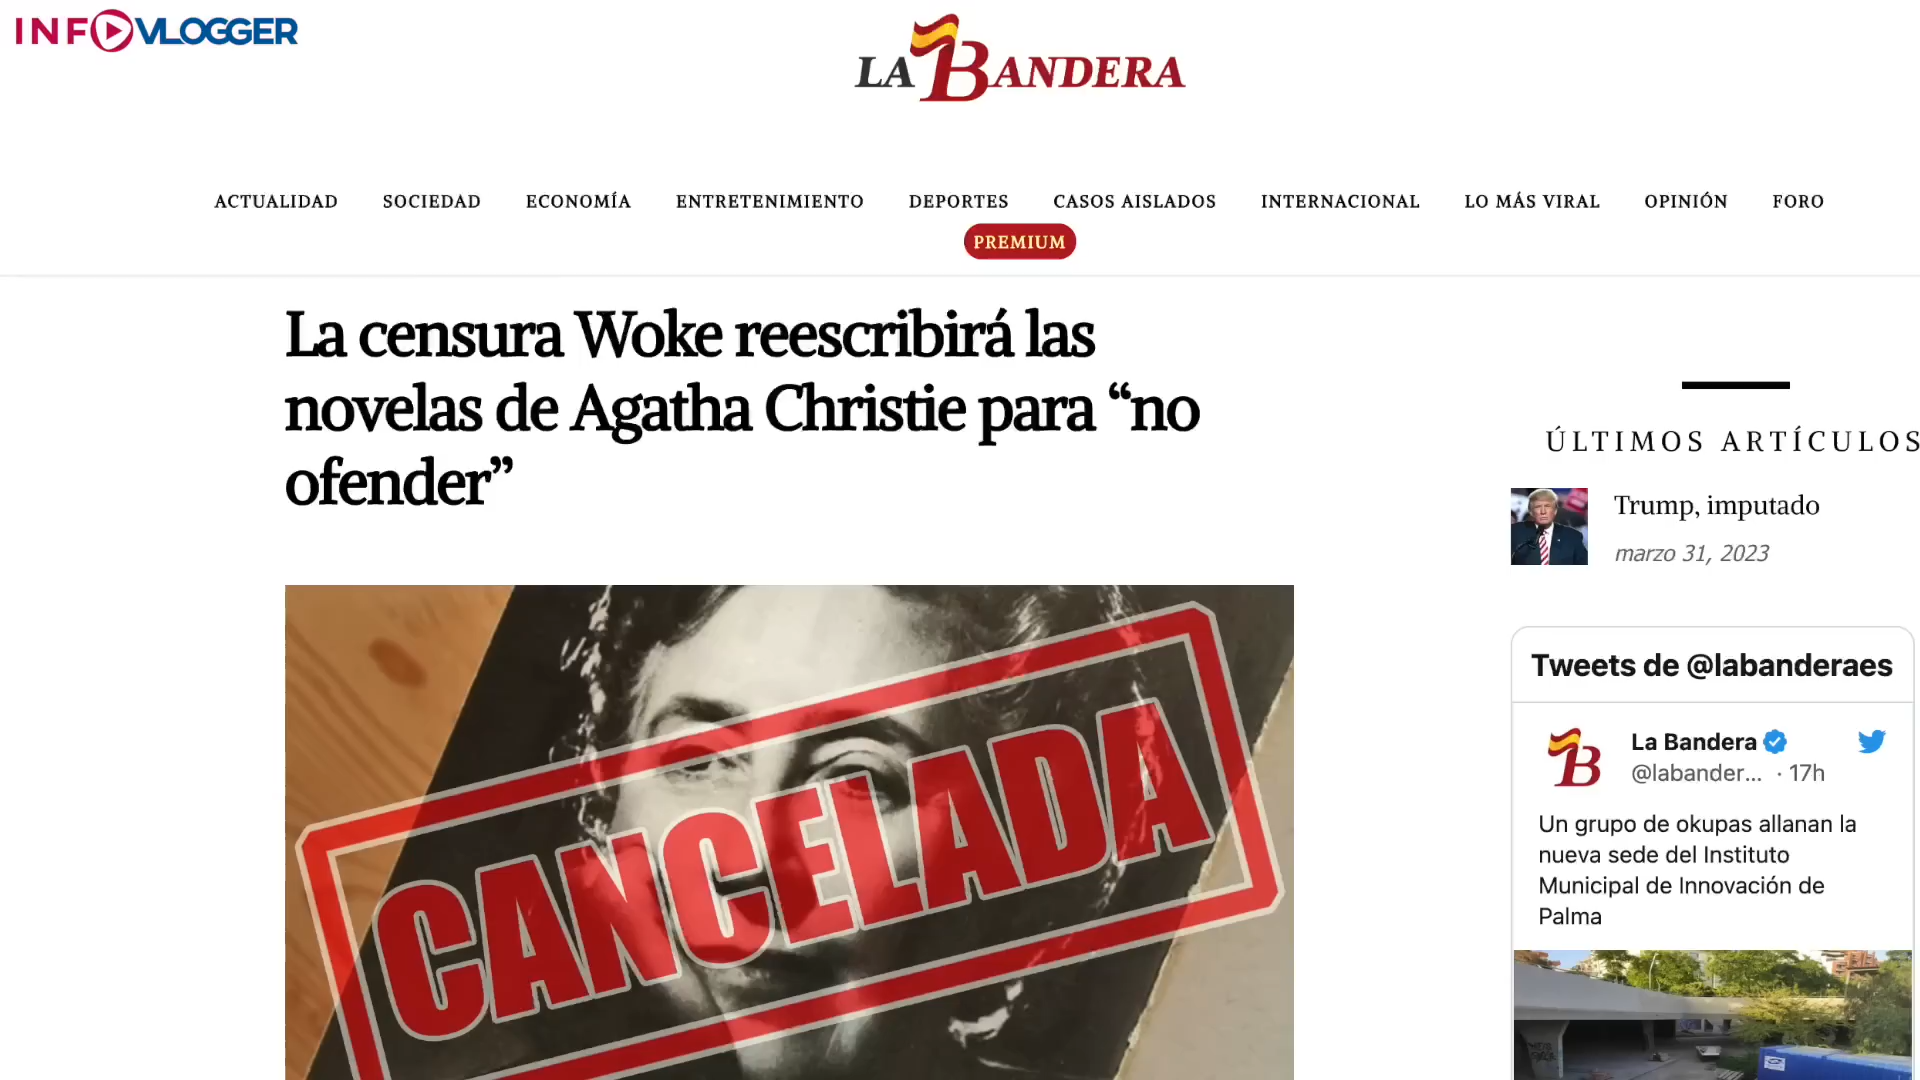 INFOVLOGGER
LA BANDERA
ACTUALIDAD SOCIEDAD ECONOMÍA ENTRETENIMIENTO DEPORTES CASOS AISLADOS INTERNACIONAL LO MÁS VIRAL OPINIÓN FORO
PREMIUM
La censura Woke reescribirá las
novelas de Agatha Christie para “no
ofender”
CANCELADA
ÚLTIMOS ARTÍCULOS
Trump, imputado
marzo 31, 2023
Tweets de @labanderaes
La Bandera
@labander... · 17h
Un grupo de okupas allanan la
nueva sede del Instituto
Municipal de Innovación de
Palma